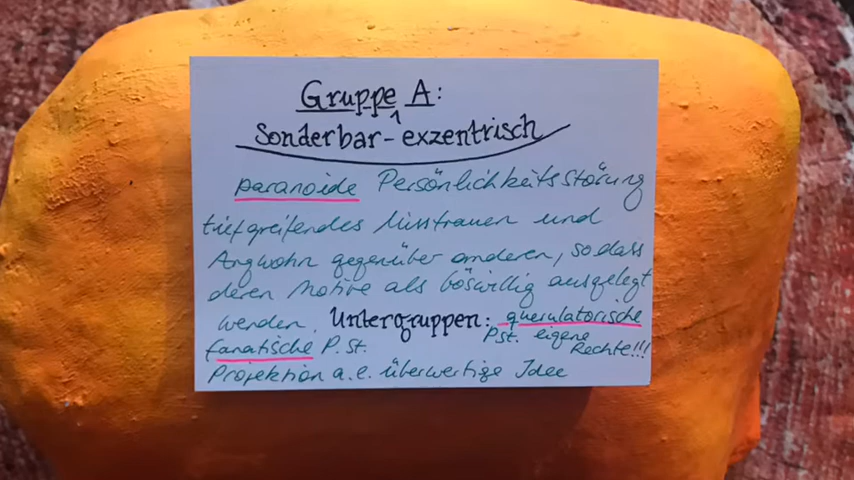 Gruppe A:
Sonderbar-exzentrisch
paranoide Persönlichkeitsstörung
tiefgreifendes Misstrauen und
Argwohn gegenüber anderen, sodass
deren Motive als böswillig ausgelegt
werden. Untergruppen: querulatorische
Pst. eigene
Rechte!!!
fanatische P.st.
Projektion a.e. überwertige Idee